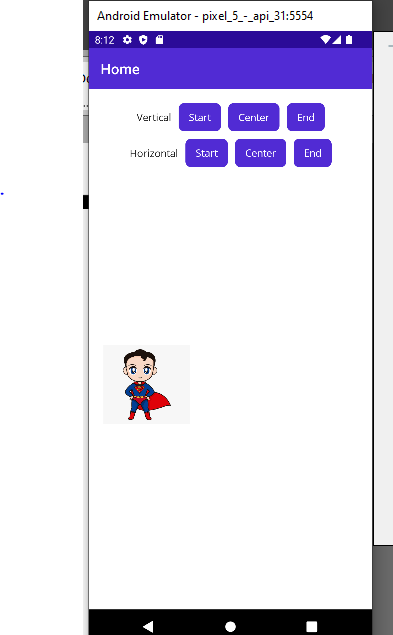 Android Emulator - pixel_5_-_api_31:5554
8:12
Home
Vertical Start Center End
Horizontal Start Center End